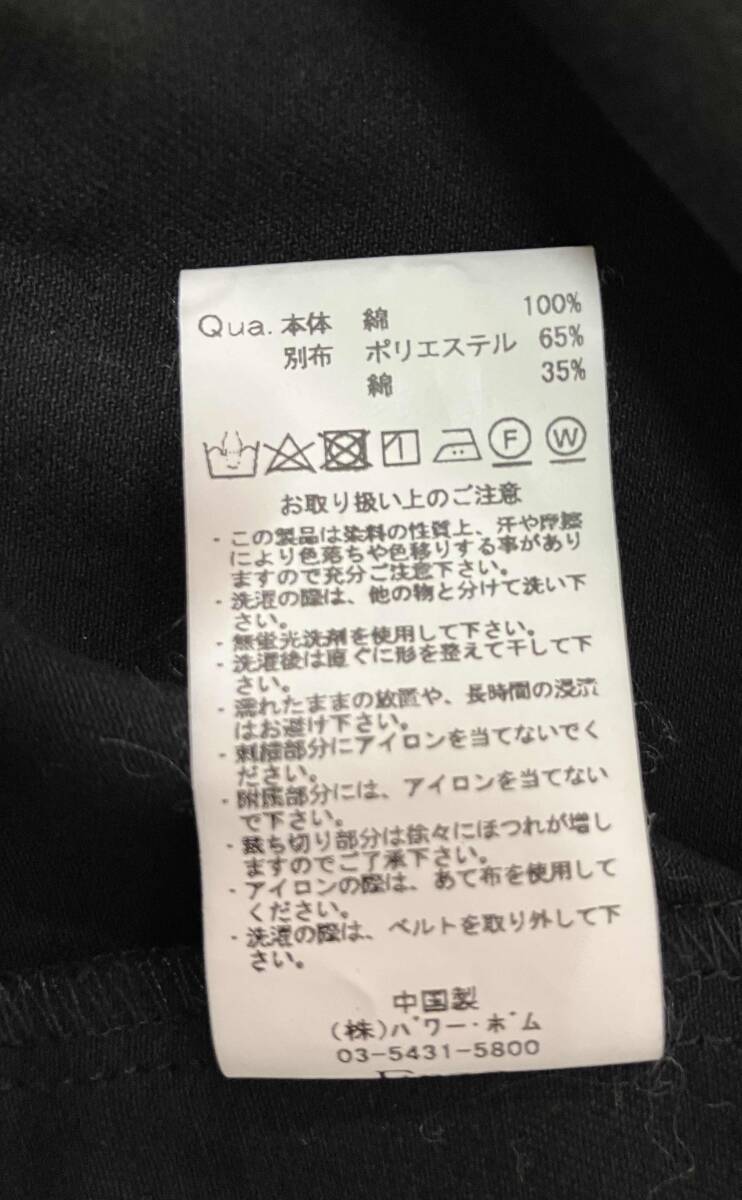 Qua. 本体 綿 100%
別布 ポリエステル 65%
綿 35%
F W
お取り扱い上のご注意
・この製品は染料の性質上、汗や摩擦
により色落ちや色移りする事があり
ますので充分ご注意下さい。
・洗濯の際は、他の物と分けて洗い下
さい。
・無蛍光洗剤を使用して下さい。
・洗濯後は直ぐに形を整えて干して下
さい。
・濡れたままの放置や、長時間の浸漬
はお避け下さい。
・刺繍部分にアイロンを当てないでく
ださい。
・附属部分には、アイロンを当てない
で下さい。
・裁ち切り部分は徐々にほつれが増し
ますのでご了承下さい。
・アイロンの際は、あて布を使用して
ください。
・洗濯の際は、ベルトを取り外して下
さい。
中国製
(株)パワー・ホーム
03-5431-5800